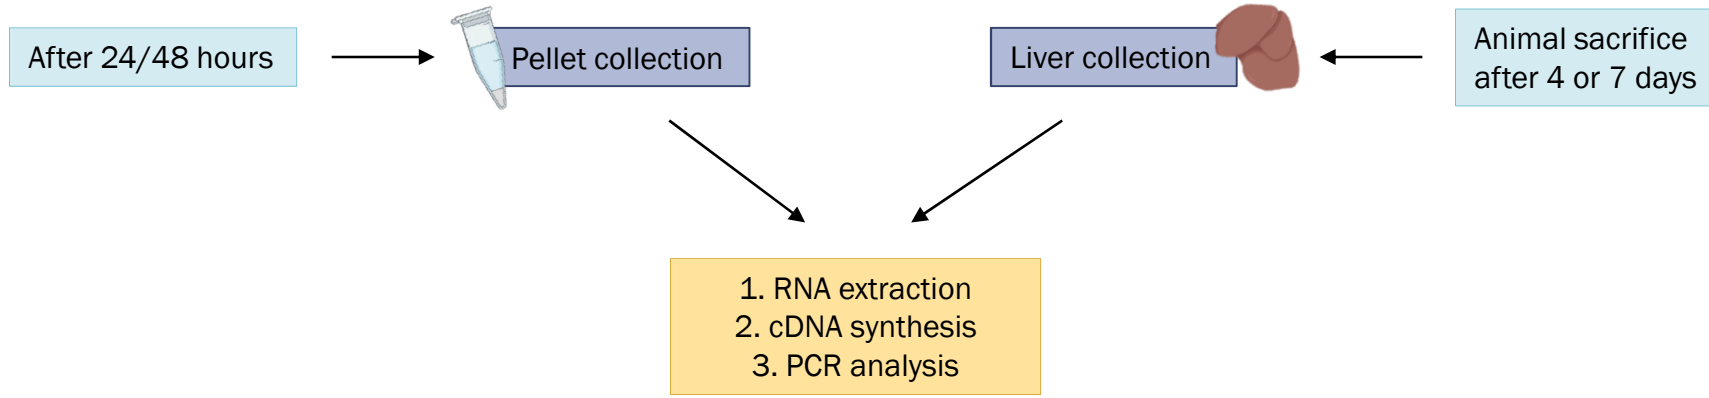 After 24/48 hours
Pellet collection
Liver collection
Animal sacrifice
after 4 or 7 days
1. RNA extraction
2. cDNA synthesis
3. PCR analysis